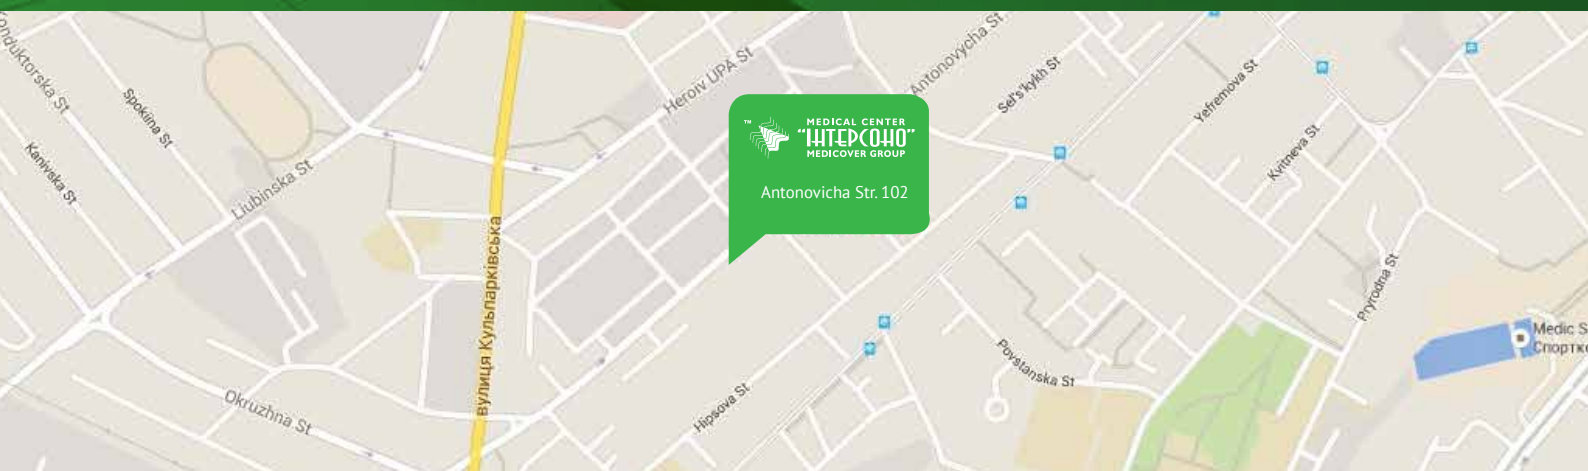 Konduktorska St
Spokiina St
Kanivska St
Liubinska St
Okruzhna St
вулиця Кульпарківська
Heroiv UPA St
Antonovycha St
Sel's'kykh St
Yefremova St
Kvitneva St
™
MEDICAL CENTER
“ІНТЕРСОНО”
MEDICOVER GROUP
Antonovicha Str. 102
Hipsova St
Povstanska St
Pryrodna St
Medic S
Спортко